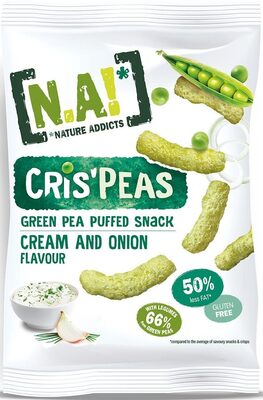 [N.A!*]
*NATURE ADDICTS
CRIS'PEAS
GREEN PEA PUFFED SNACK
CREAM AND ONION
FLAVOUR
50%
less FAT*
GLUTEN
FREE
WITH LEGUMES
66%
FROM GREEN PEAS
*compared to the average of savoury snacks & crisps